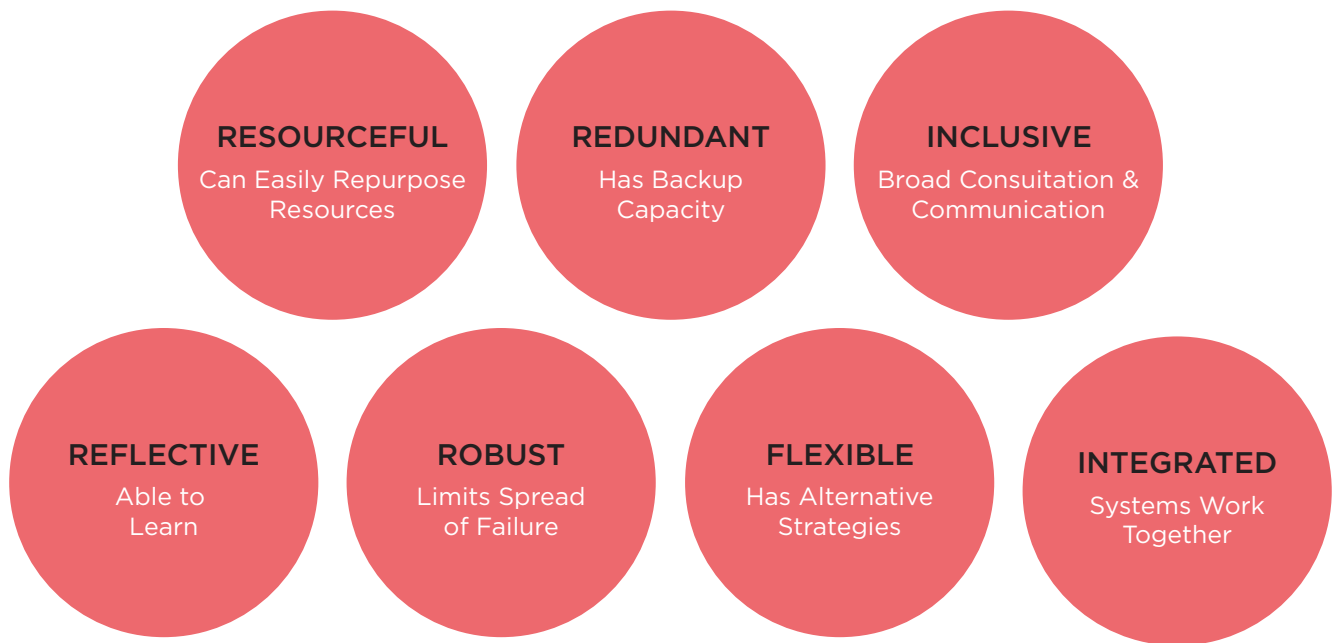 RESOURCEFUL
Can Easily Repurpose
Resources
REDUNDANT
Has Backup
Capacity
INCLUSIVE
Broad Consuitation &
Communication
REFLECTIVE
Able to
Learn
ROBUST
Limits Spread
of Failure
FLEXIBLE
Has Alternative
Strategies
INTEGRATED
Systems Work
Together